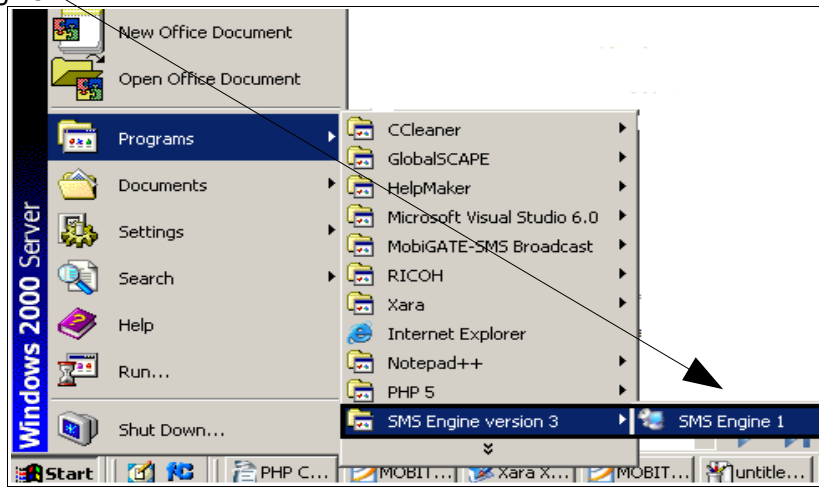 New Office Document
Open Office Document
Programs
Documents
Settings
Search
Help
Run...
Shut Down...
Windows 2000 Server
CCleaner
GlobalSCAPE
HelpMaker
Microsoft Visual Studio 6.0
MobiGATE-SMS Broadcast
RICOH
Xara
Internet Explorer
Notepad++
PHP 5
SMS Engine version 3
SMS Engine 1
Start
PHP C...
MOBIT...
Xara X...
MOBIT...
untitle...